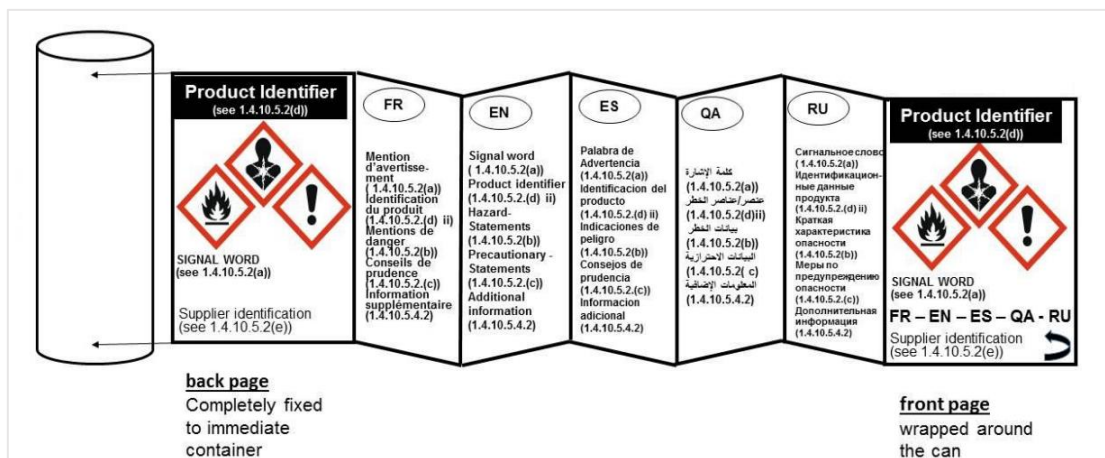 Product Identifier
(see 1.4.10.5.2(d))
SIGNAL WORD
(see 1.4.10.5.2(a))
Supplier identification
(see 1.4.10.5.2(e))
FR
Mention
d'avertisse-
ment
( 1.4.10.5.2(a))
Identification
du produit
(1.4.10.5.2.(d) ii)
Mentions de
danger
(1.4.10.5.2(b))
Conseils de
prudence
(1.4.10.5.2.(c))
Information
supplémentaire
(1.4.10.5.4.2)
EN
Signal word
( 1.4.10.5.2(a))
Product identifier
(1.4.10.5.2.(d) ii)
Hazard-
Statements
(1.4.10.5.2(b))
Precautionary -
Statements
(1.4.10.5.2.(c))
Additional
information
(1.4.10.5.4.2)
ES
Palabra de
Advertencia
(1.4.10.5.2(a))
Identificacion del
producto
(1.4.10.5.2.(d) ii)
Indicaciones de
peligro
(1.4.10.5.2(b))
Consejos de
prudencia
(1.4.10.5.2.(c))
Informacion
adicional
(1.4.10.5.4.2)
QA
كلمة الإشارة
(1.4.10.5.2(a))
عنصر/عناصر الخطر
(1.4.10.5.2(d)ii)
بيانات الخطر
(1.4.10.5.2(b))
البيانات الاحترازية
(1.4.10.5.2( c)
المعلومات الإضافية
(1.4.10.5.4.2)
RU
Сигнальное слово
( 1.4.10.5.2(a))
Идентификацион-
ные данные
продукта
(1.4.10.5.2.(d) ii)
Краткая
характеристика
опасности
(1.4.10.5.2(b))
Меры по
предупреждению
опасности
(1.4.10.5.2.(c))
Дополнительная
информация
(1.4.10.5.4.2)
Product Identifier
(see 1.4.10.5.2(d))
SIGNAL WORD
(see 1.4.10.5.2(a))
FR – EN – ES – QA - RU
Supplier identification
(see 1.4.10.5.2(e))
back page
Completely fixed
to immediate
container
front page
wrapped around
the can